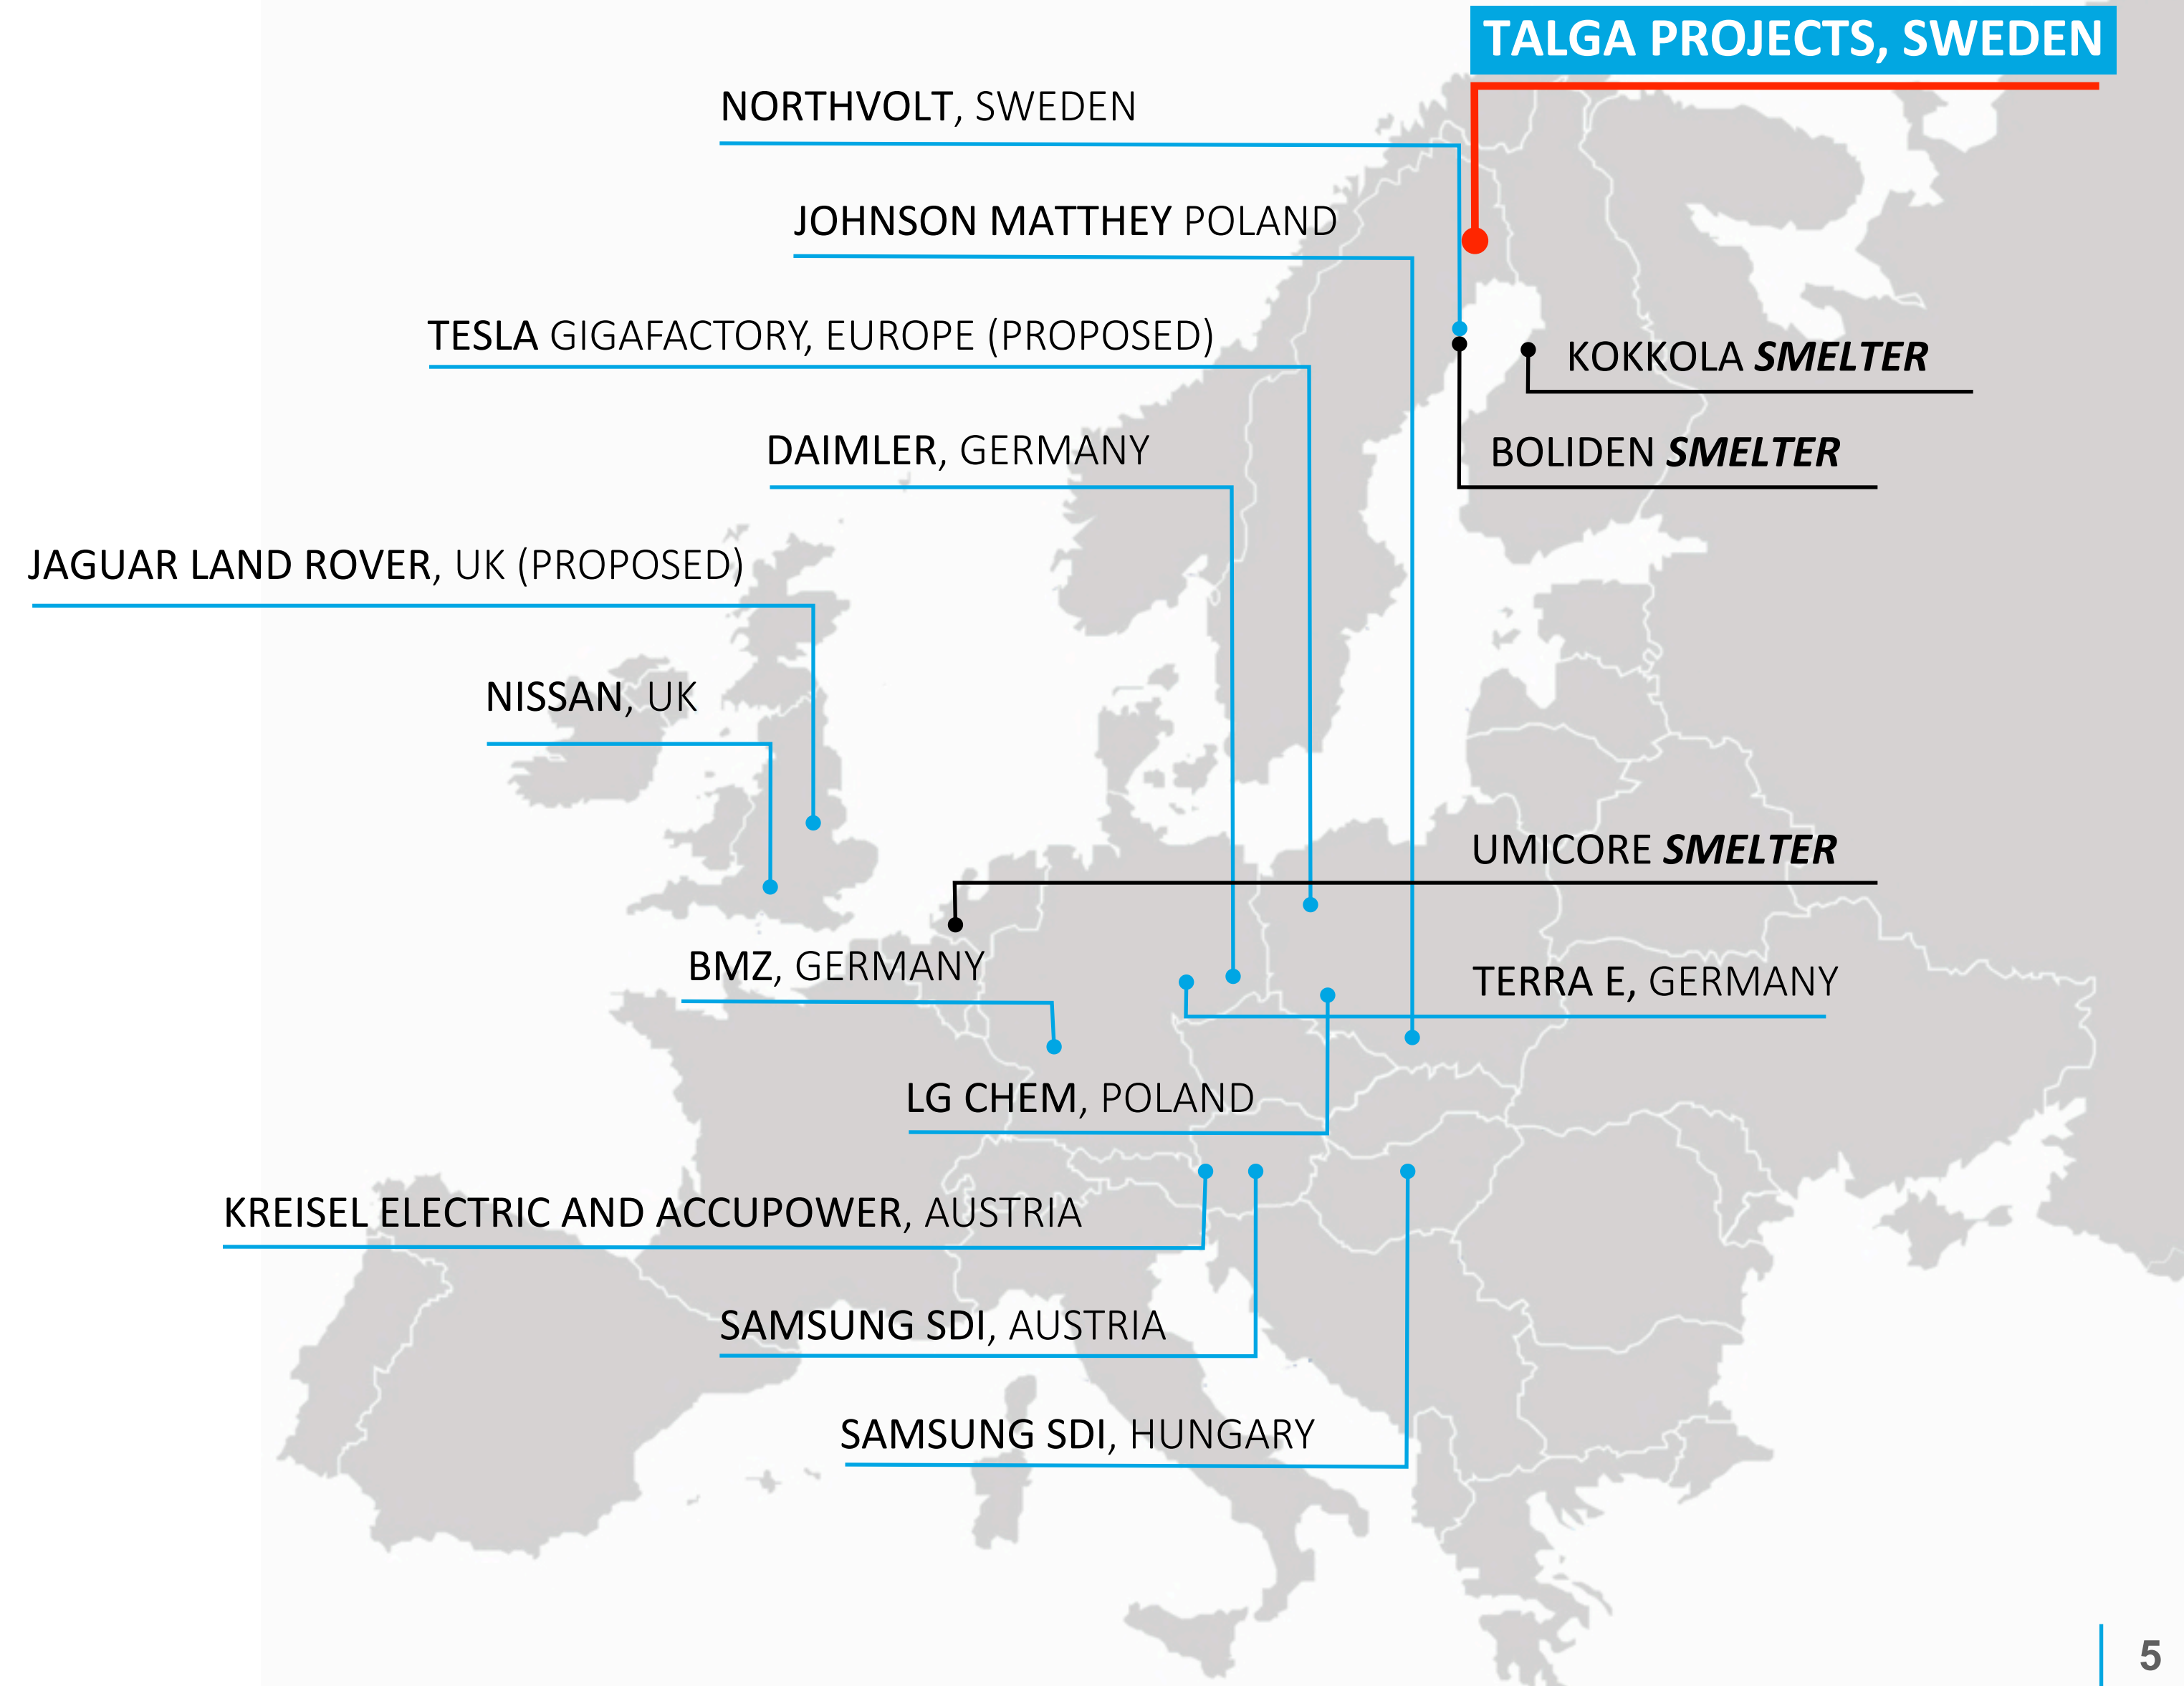 TALGA PROJECTS, SWEDEN
NORTHVOLT, SWEDEN
JOHNSON MATTHEY POLAND
TESLA GIGAFACTORY, EUROPE (PROPOSED)
KOKKOLA SMELTER
DAIMLER, GERMANY
BOLIDEN SMELTER
JAGUAR LAND ROVER, UK (PROPOSED)
NISSAN, UK
UMICORE SMELTER
BMZ, GERMANY
TERRA E, GERMANY
LG CHEM, POLAND
KREISEL ELECTRIC AND ACCUPOWER, AUSTRIA
SAMSUNG SDI, AUSTRIA
SAMSUNG SDI, HUNGARY
5